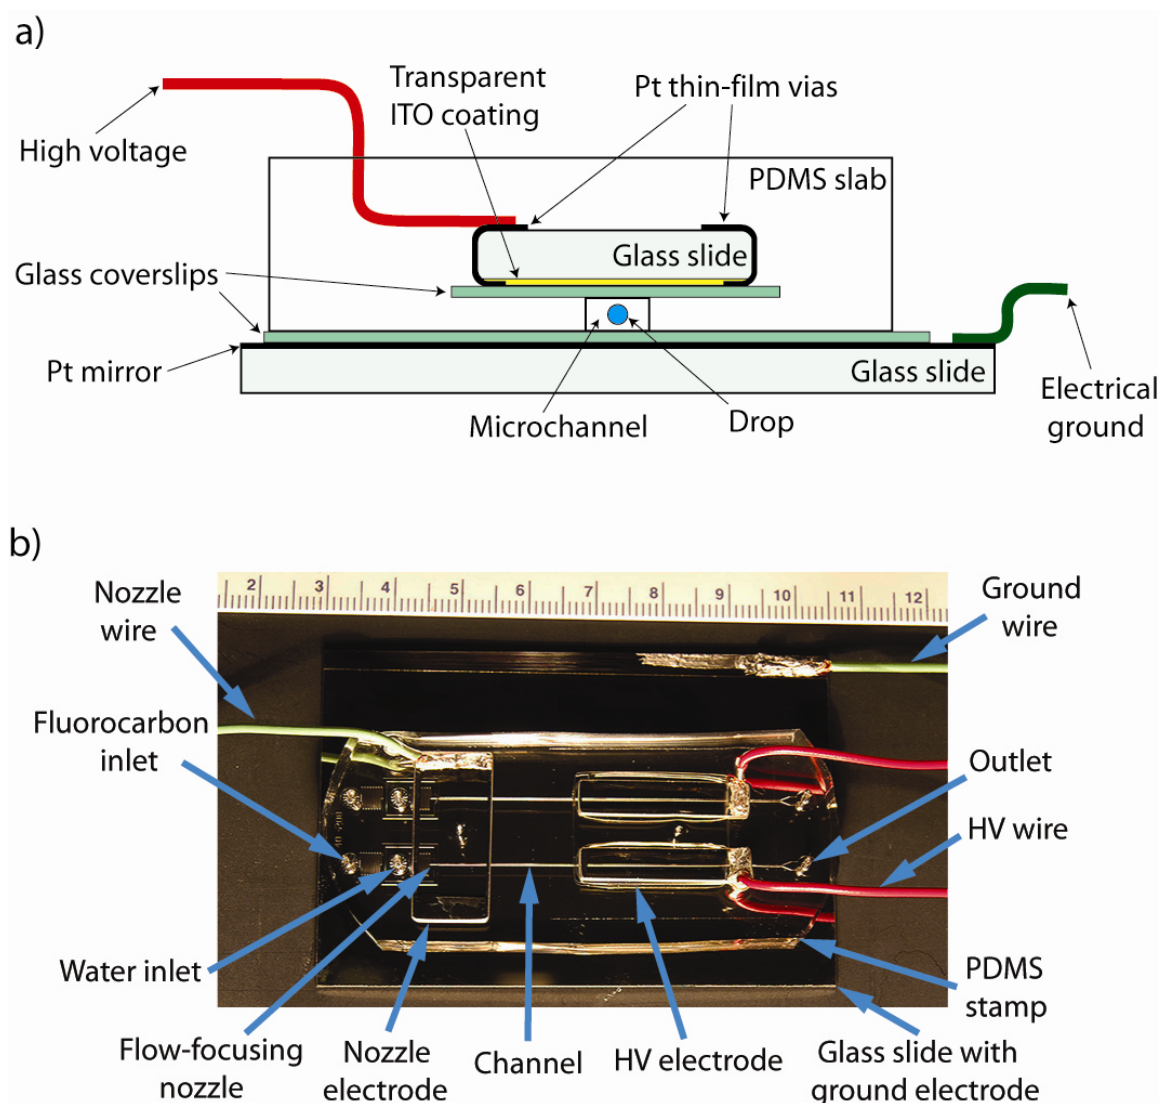 a)
Transparent
ITO coating
Pt thin-film vias
High voltage
PDMS slab
Glass slide
Glass coverslips
Pt mirror
Glass slide
Electrical
ground
Microchannel
Drop
b)
2 3 4 5 6 7 8 9 10 11 12
Nozzle
wire
Ground
wire
Fluorocarbon
inlet
Outlet
HV wire
Water inlet
PDMS
stamp
Flow-focusing
nozzle
Nozzle
electrode
Channel
HV electrode
Glass slide with
ground electrode